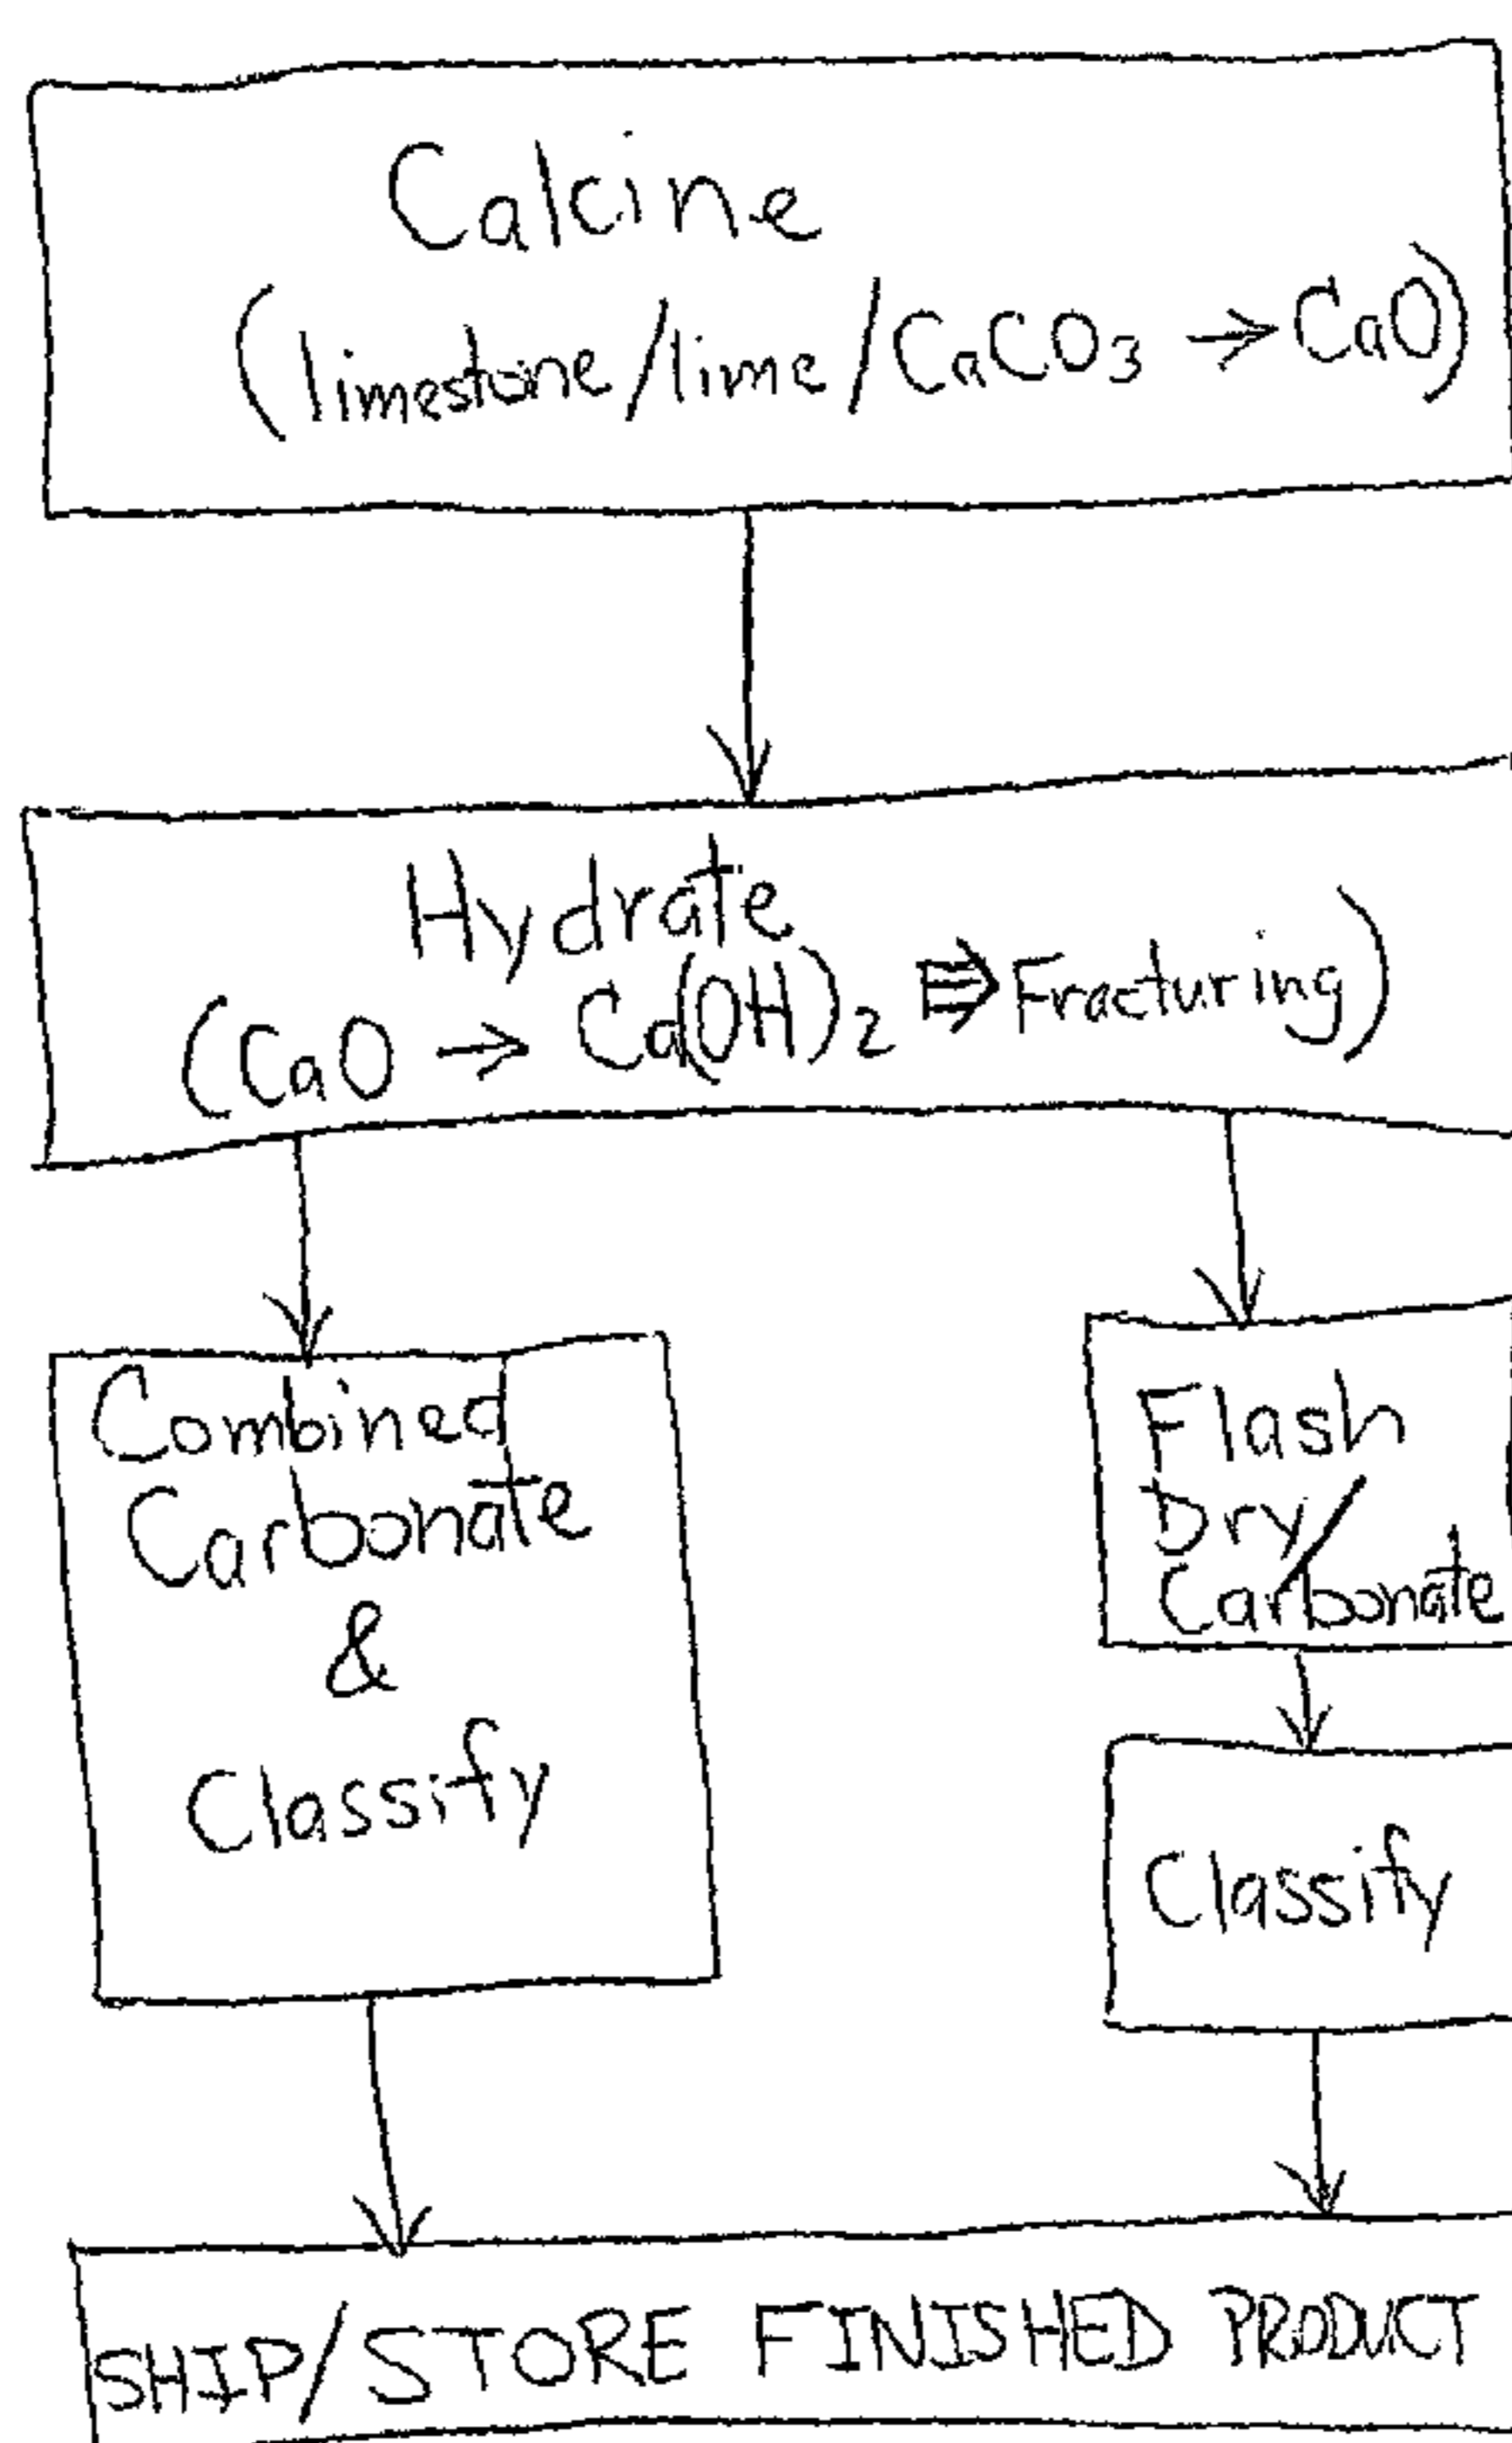 Calcine
(limestone/lime/CaCO₃ → CaO)
Hydrate
(CaO → Ca(OH)₂ ⇛ Fracturing)
Combined
Carbonate
&
Classify
Flash
Dry/
Carbonate
Classify
SHIP/STORE FINISHED PRODUCT